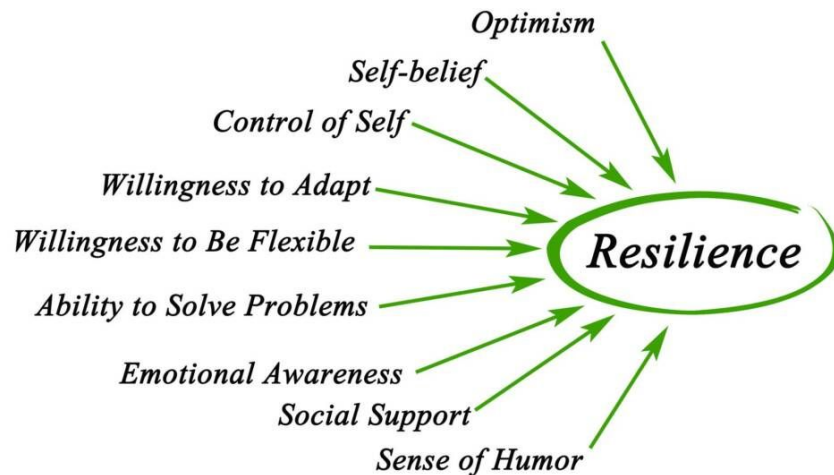 Optimism
Self-belief
Control of Self
Willingness to Adapt
Willingness to Be Flexible
Resilience
Ability to Solve Problems
Emotional Awareness
Social Support
Sense of Humor